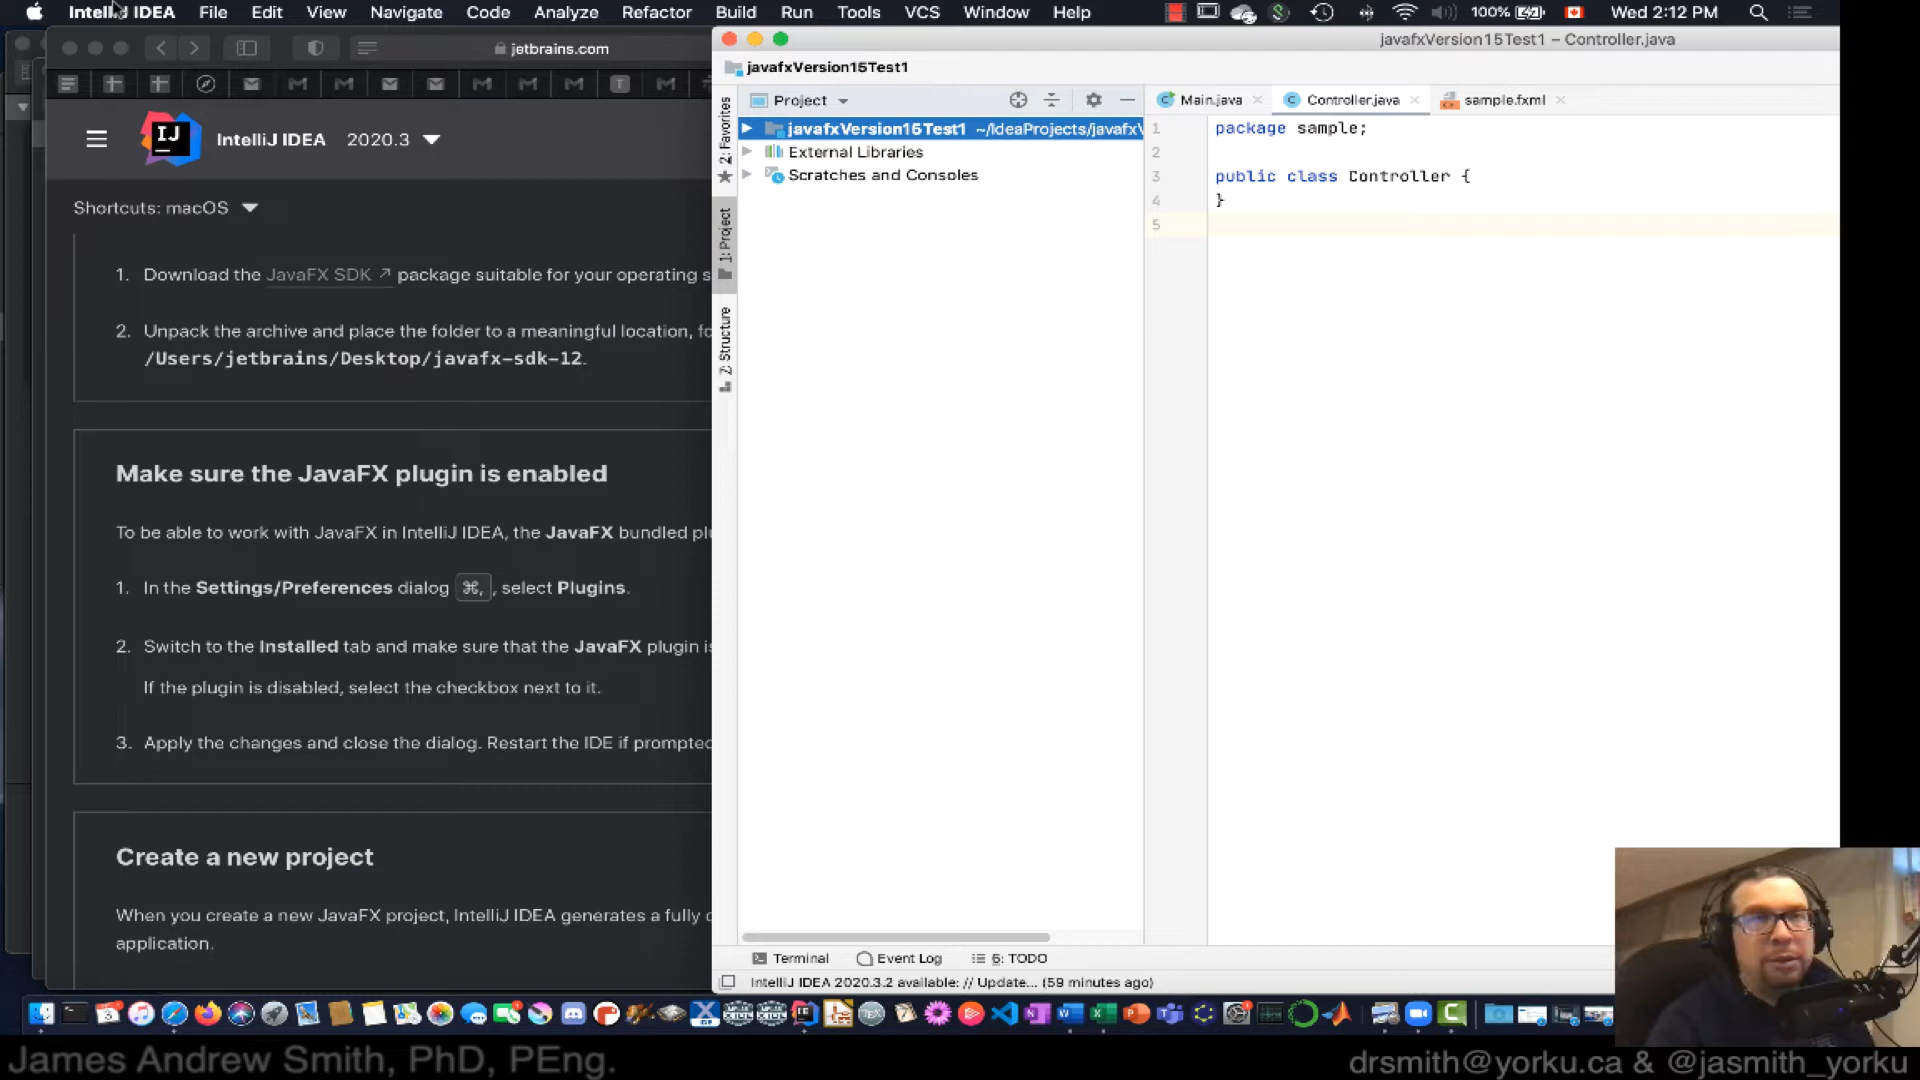 IntelliJ IDEA File Edit View Navigate Code Analyze Refactor Build Run Tools VCS Window Help 100% Wed 2:12 PM
jetbrains.com
javafxVersion15Test1 – Controller.java
javafxVersion15Test1
IJ
IntelliJ IDEA 2020.3
Shortcuts: macOS
1. Download the JavaFX SDK ↗ package suitable for your operating s
2. Unpack the archive and place the folder to a meaningful location, fo
/Users/jetbrains/Desktop/javafx-sdk-12.
Make sure the JavaFX plugin is enabled
To be able to work with JavaFX in IntelliJ IDEA, the JavaFX bundled plu
1. In the Settings/Preferences dialog ⌘,, select Plugins.
2. Switch to the Installed tab and make sure that the JavaFX plugin is
If the plugin is disabled, select the checkbox next to it.
3. Apply the changes and close the dialog. Restart the IDE if prompted
Create a new project
When you create a new JavaFX project, IntelliJ IDEA generates a fully c
application.
2: Favorites
1: Project
Z: Structure
Project
javafxVersion15Test1 ~/IdeaProjects/javafxV
External Libraries
Scratches and Consoles
Main.java Controller.java sample.fxml
1 package sample;
2
3 public class Controller {
4 }
5
Terminal Event Log 6: TODO
IntelliJ IDEA 2020.3.2 available: // Update... (59 minutes ago)
James Andrew Smith, PhD, PEng.
drsmith@yorku.ca & @jasmith_yorku